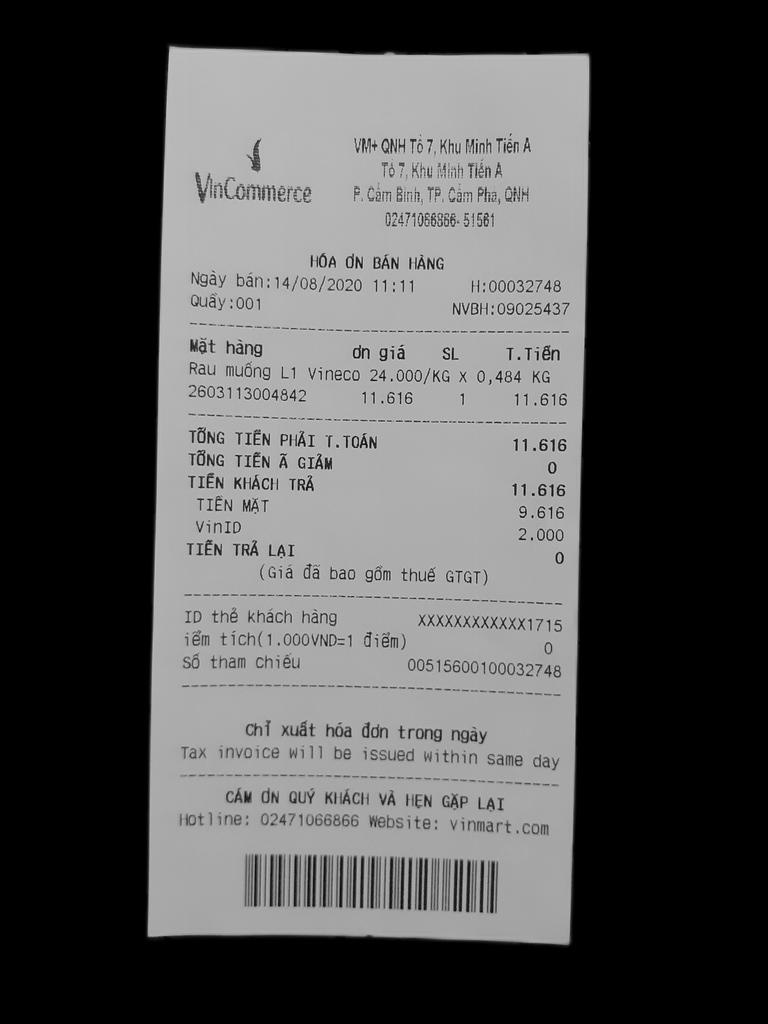 VinCommerce
VM+ QNH Tổ 7, Khu Minh Tiến A
Tổ 7, Khu Minh Tiến A
P. Cẩm Bình, TP. Cẩm Phả, QNH
02471066866- 51561
HÓA ƠN BÁN HÀNG
Ngày bán:14/08/2020 11:11 H:00032748
Quầy:001 NVBH:09025437
Mặt hàng ơn giá SL T.Tiền
Rau muống L1 Vineco 24.000/KG X 0,484 KG
2603113004842 11.616 1 11.616
TỔNG TIỀN PHẢI T.TOÁN 11.616
TỔNG TIỀN Ã GIẢM 0
TIỀN KHÁCH TRẢ 11.616
TIỀN MẶT 9.616
VinID 2.000
TIỀN TRẢ LẠI 0
(Giá đã bao gồm thuế GTGT)
ID thẻ khách hàng XXXXXXXXXXXX1715
iểm tích(1.000VND=1 điểm) 0
Số tham chiếu 00515600100032748
Chỉ xuất hóa đơn trong ngày
Tax invoice will be issued within same day
CÁM ƠN QUÝ KHÁCH VÀ HẸN GẶP LẠI
Hotline: 02471066866 Website: vinmart.com